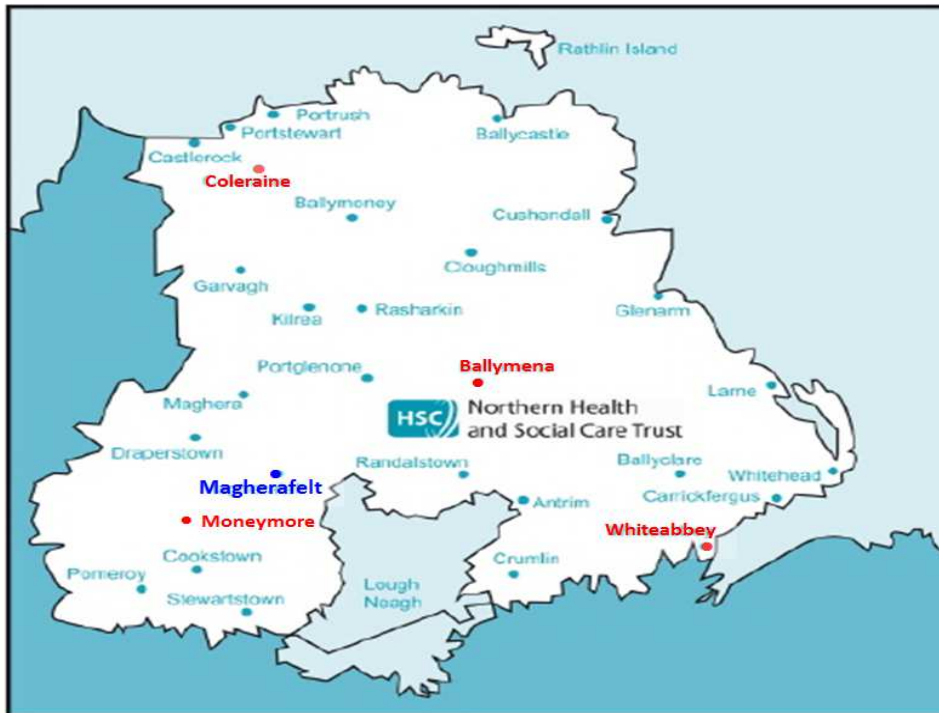 Rathlin Island
Portrush
Portstewart
Ballycastle
Castlerock
Coleraine
Ballymoney
Cushendall
Cloughmills
Garvagh
Glenarm
Kilrea
Rasharkin
Ballymena
Portglenone
Larne
Maghera
HSC
Northern Health
and Social Care Trust
Draperstown
Randalstown
Ballyclare
Whitehead
Magherafelt
Carrickfergus
Antrim
Moneymore
Whiteabbey
Cookstown
Crumlin
Pomeroy
Lough
Neagh
Stewartstown